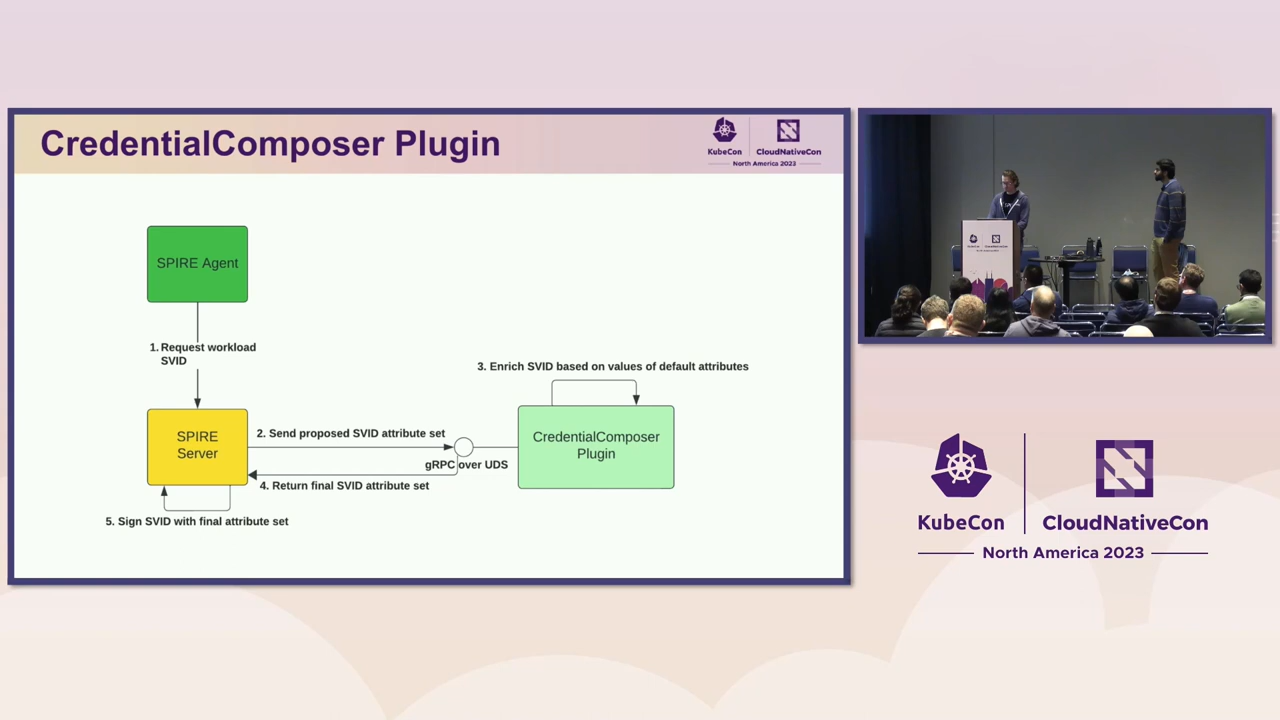 CredentialComposer Plugin
KubeCon
CloudNativeCon
North America 2023
SPIRE Agent
1. Request workload
SVID
3. Enrich SVID based on values of default attributes
SPIRE
Server
2. Send proposed SVID attribute set
CredentialComposer
Plugin
gRPC over UDS
4. Return final SVID attribute set
5. Sign SVID with final attribute set
KubeCon
CloudNativeCon
North America 2023